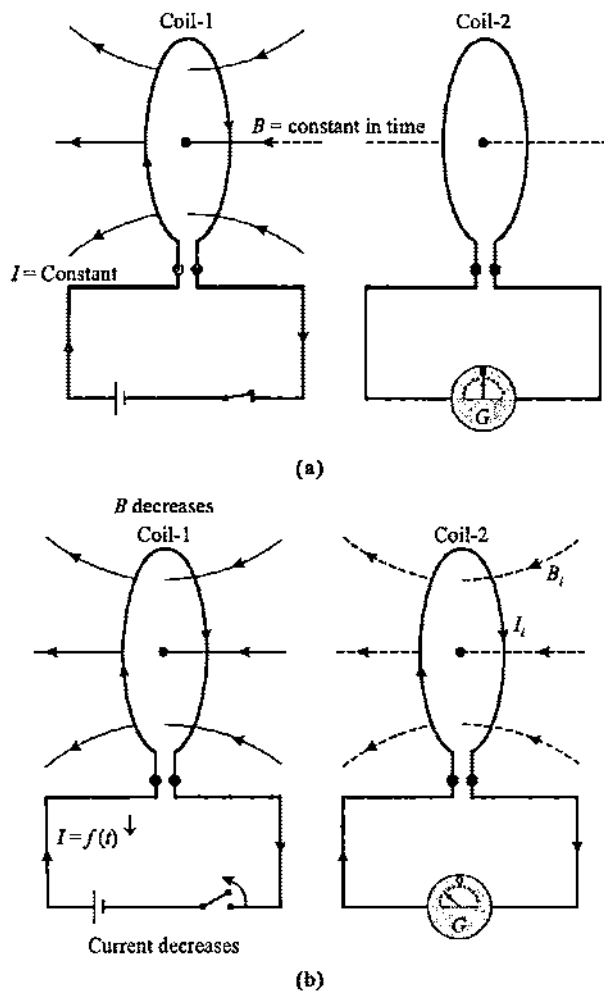 Coil-1
Coil-2
B = constant in time
I = Constant
G
(a)
B decreases
Coil-1
Coil-2
B_i
I_i
I = f(t) ↓
G
Current decreases
(b)